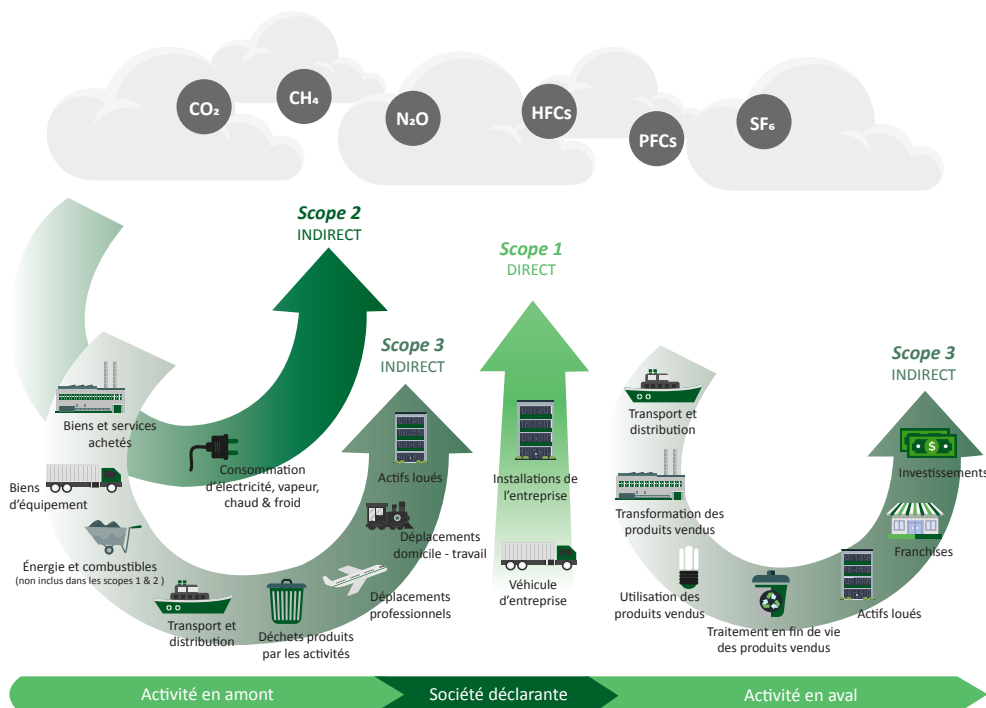 CO₂
CH₄
N₂O
HFCs
PFCs
SF₆
Scope 2
INDIRECT
Scope 1
DIRECT
Scope 3
INDIRECT
Scope 3
INDIRECT
Biens et services
achetés
Biens
d'équipement
Énergie et combustibles
(non inclus dans les scopes 1 & 2 )
Transport et
distribution
Déchets produits
par les activités
Déplacements
professionnels
Déplacements
domicile - travail
Actifs loués
Consommation
d'électricité, vapeur,
chaud & froid
Installations de
l'entreprise
Véhicule
d'entreprise
Transport et
distribution
Transformation des
produits vendus
Utilisation des
produits vendus
Traitement en fin de vie
des produits vendus
Actifs loués
Franchises
$
Investissements
Activité en amont
Société déclarante
Activité en aval